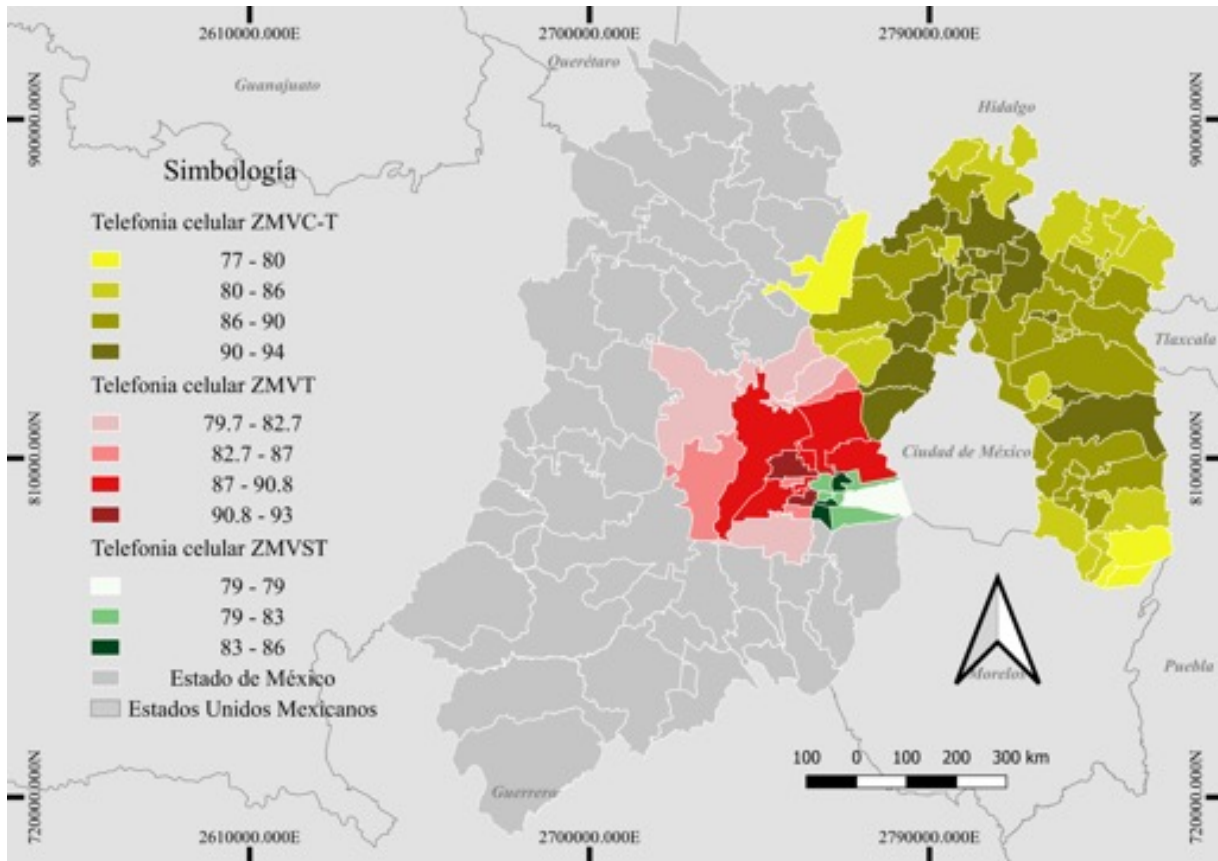 2610000.000E 2700000.000E 2790000.000E
Querétaro
Guanajuato
Hidalgo
900000.000N 900000.000N
Simbología
Telefonia celular ZMVC-T
77 - 80
80 - 86
86 - 90
90 - 94
Tlaxcala
Telefonia celular ZMVT
79.7 - 82.7
82.7 - 87
87 - 90.8
90.8 - 93
Ciudad de México
810000.000N 810000.000N
Telefonia celular ZMVST
79 - 79
79 - 83
83 - 86
Estado de México
Estados Unidos Mexicanos
Puebla
Morelos
100 0 100 200 300 km
Guerrero
720000.000N 720000.000N
2610000.000E 2700000.000E 2790000.000E